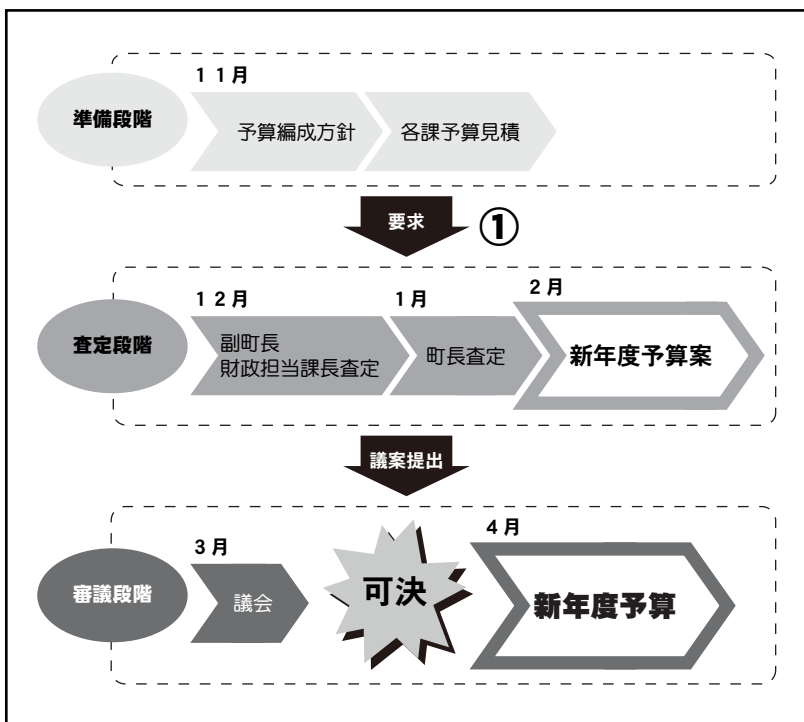 準備段階
11月
予算編成方針
各課予算見積
要求
①
査定段階
12月
副町長
財政担当課長査定
1月
町長査定
2月
新年度予算案
議案提出
審議段階
3月
議会
可決
4月
新年度予算